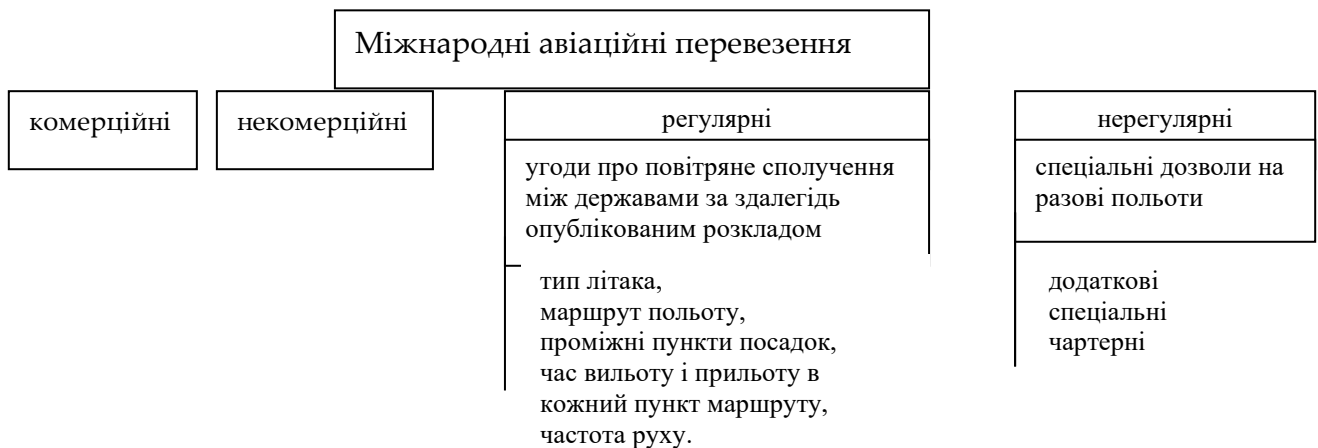 Міжнародні авіаційні перевезення
комерційні
некомерційні
регулярні
угоди про повітряне сполучення
між державами за здалегідь
опублікованим розкладом
тип літака,
маршрут польоту,
проміжні пункти посадок,
час вильоту і прильоту в
кожний пункт маршруту,
частота руху.
нерегулярні
спеціальні дозволи на
разові польоти
додаткові
спеціальні
чартерні